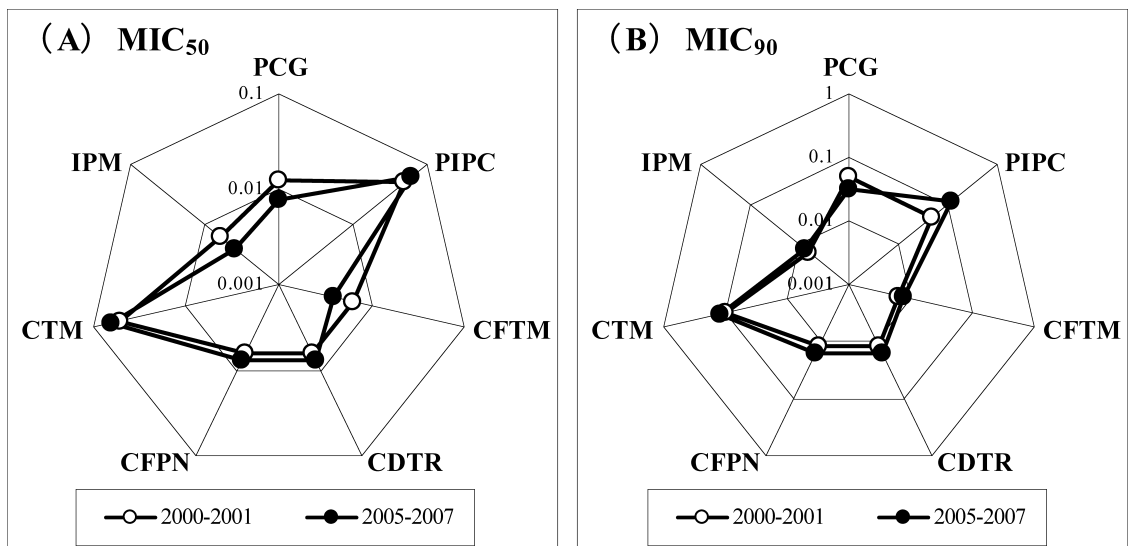 （A） MIC50
PCG
0.1
IPM
PIPC
0.01
0.001
CTM
CFTM
CFPN
CDTR
2000-2001
2005-2007
（B） MIC90
PCG
1
IPM
PIPC
0.1
0.01
0.001
CTM
CFTM
CFPN
CDTR
2000-2001
2005-2007